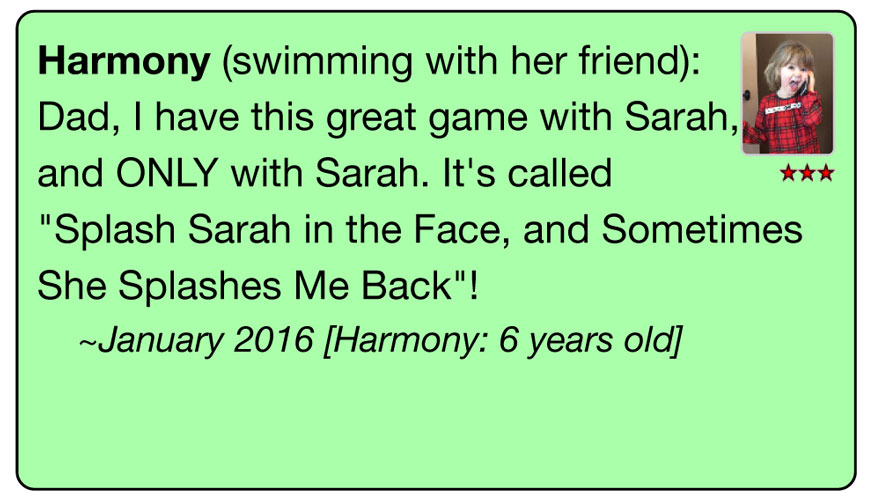 Harmony (swimming with her friend):
Dad, I have this great game with Sarah,
and ONLY with Sarah. It's called
"Splash Sarah in the Face, and Sometimes
She Splashes Me Back"!
~January 2016 [Harmony: 6 years old]